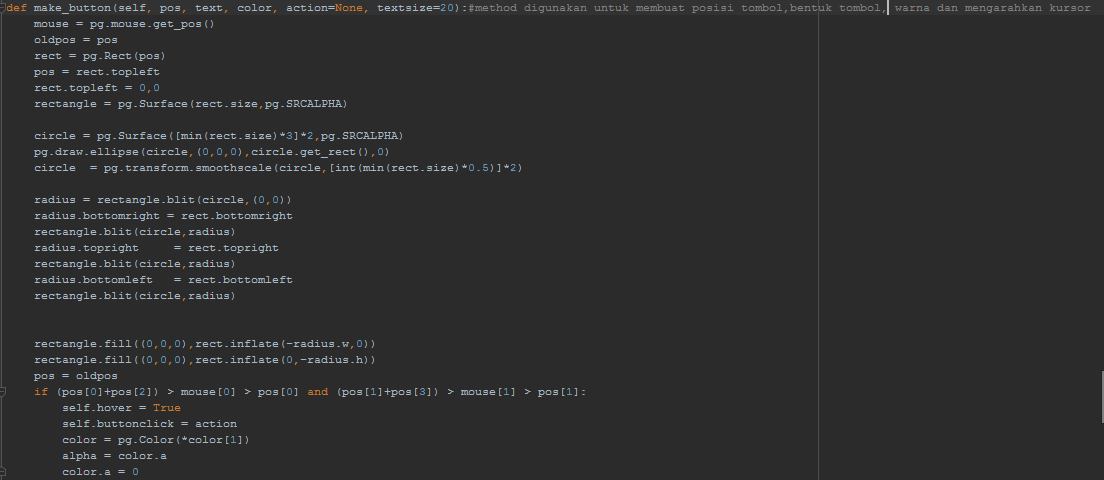 def make_button(self, pos, text, color, action=None, textsize=20):#method digunakan untuk membuat posisi tombol,bentuk tombol, warna dan mengarahkan kursor
    mouse = pg.mouse.get_pos()
    oldpos = pos
    rect = pg.Rect(pos)
    pos = rect.topleft
    rect.topleft = 0,0
    rectangle = pg.Surface(rect.size,pg.SRCALPHA)
    circle = pg.Surface([min(rect.size)*3]*2,pg.SRCALPHA)
    pg.draw.ellipse(circle,(0,0,0),circle.get_rect(),0)
    circle  = pg.transform.smoothscale(circle,[int(min(rect.size)*0.5)]*2)
    radius = rectangle.blit(circle,(0,0))
    radius.bottomright = rect.bottomright
    rectangle.blit(circle,radius)
    radius.topright     = rect.topright
    rectangle.blit(circle,radius)
    radius.bottomleft   = rect.bottomleft
    rectangle.blit(circle,radius)
    rectangle.fill((0,0,0),rect.inflate(-radius.w,0))
    rectangle.fill((0,0,0),rect.inflate(0,-radius.h))
    pos = oldpos
    if (pos[0]+pos[2]) > mouse[0] > pos[0] and (pos[1]+pos[3]) > mouse[1] > pos[1]:
        self.hover = True
        self.buttonclick = action
        color = pg.Color(*color[1])
        alpha = color.a
        color.a = 0